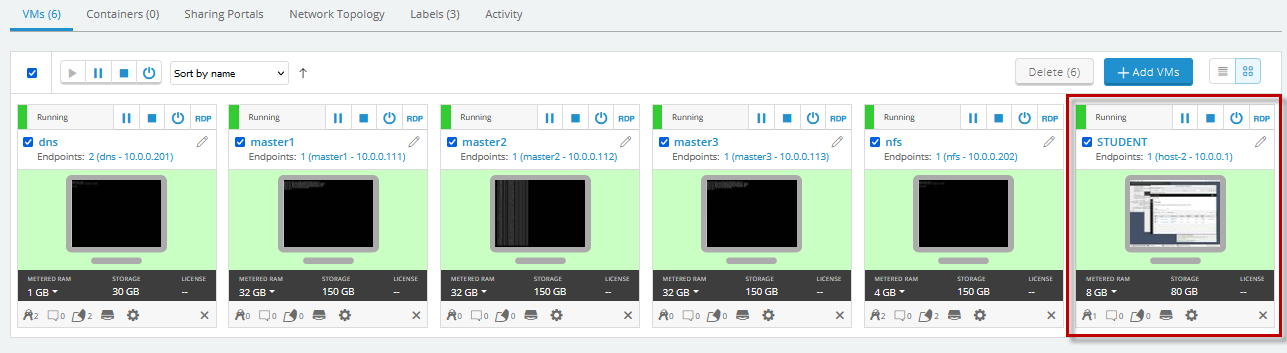 VMs (6) Containers (0) Sharing Portals Network Topology Labels (3) Activity
Sort by name Delete (6) + Add VMs
Running RDP Running RDP Running RDP Running RDP Running RDP Running RDP
dns master1 master2 master3 nfs STUDENT
Endpoints: 2 (dns - 10.0.0.201) Endpoints: 1 (master1 - 10.0.0.111) Endpoints: 1 (master2 - 10.0.0.112) Endpoints: 1 (master3 - 10.0.0.113) Endpoints: 1 (nfs - 10.0.0.202) Endpoints: 1 (host-2 - 10.0.0.1)
METERED RAM STORAGE LICENSE METERED RAM STORAGE LICENSE METERED RAM STORAGE LICENSE METERED RAM STORAGE LICENSE METERED RAM STORAGE LICENSE METERED RAM STORAGE LICENSE
1 GB 30 GB -- 32 GB 150 GB -- 32 GB 150 GB -- 32 GB 150 GB -- 4 GB 150 GB -- 8 GB 80 GB --
2 0 2 0 0 0 0 0 0 0 0 0 2 0 2 1 0 0